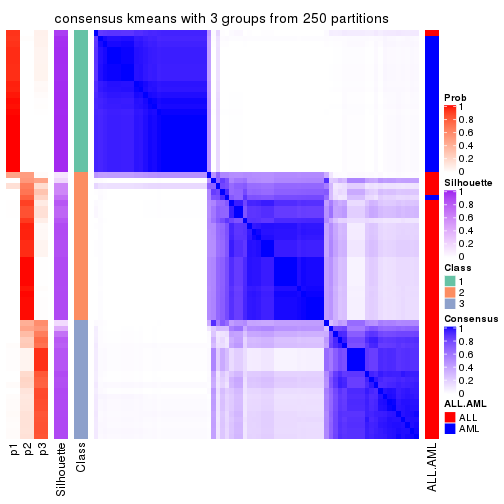 consensus kmeans with 3 groups from 250 partitions
Prob
1
0.8
0.6
0.4
0.2
0
Silhouette
1
0.8
0.6
0.4
0.2
0
Class
1
2
3
Consensus
1
0.8
0.6
0.4
0.2
0
ALL.AML
ALL
AML
p1
p2
p3
Silhouette
Class
ALL.AML